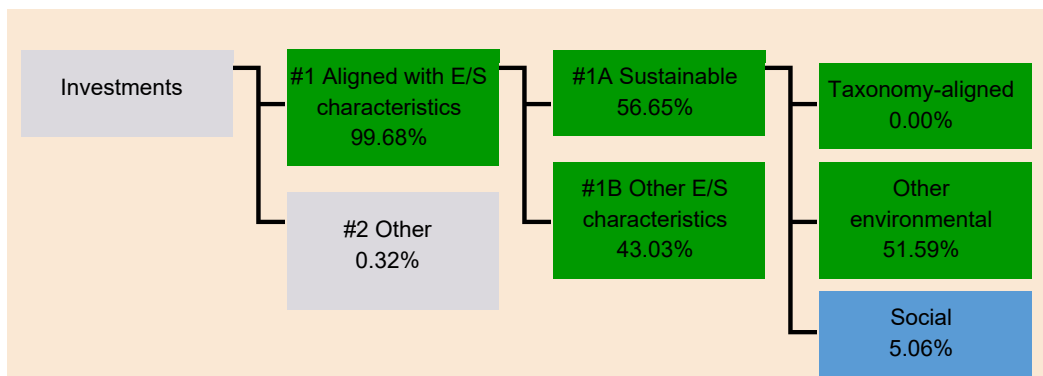 Investments
#1 Aligned with E/S
characteristics
99.68%
#2 Other
0.32%
#1A Sustainable
56.65%
#1B Other E/S
characteristics
43.03%
Taxonomy-aligned
0.00%
Other
environmental
51.59%
Social
5.06%